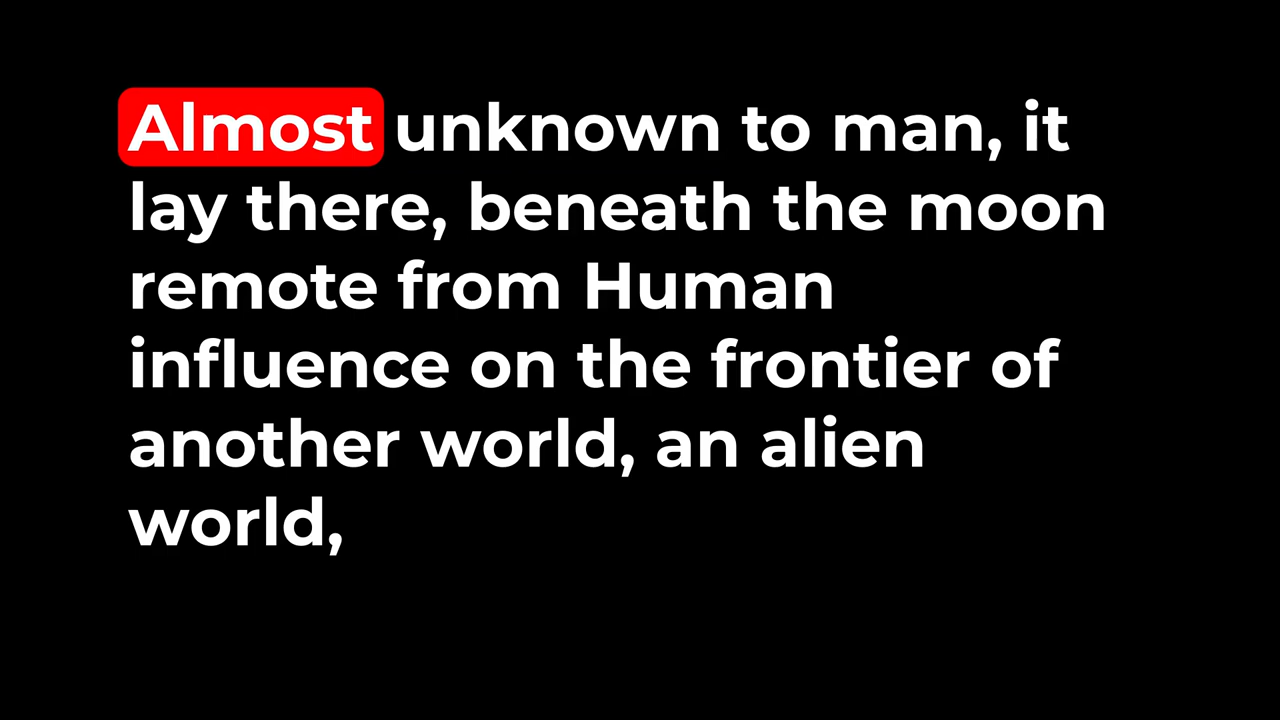 Almost unknown to man, it
lay there, beneath the moon
remote from Human
influence on the frontier of
another world, an alien
world,